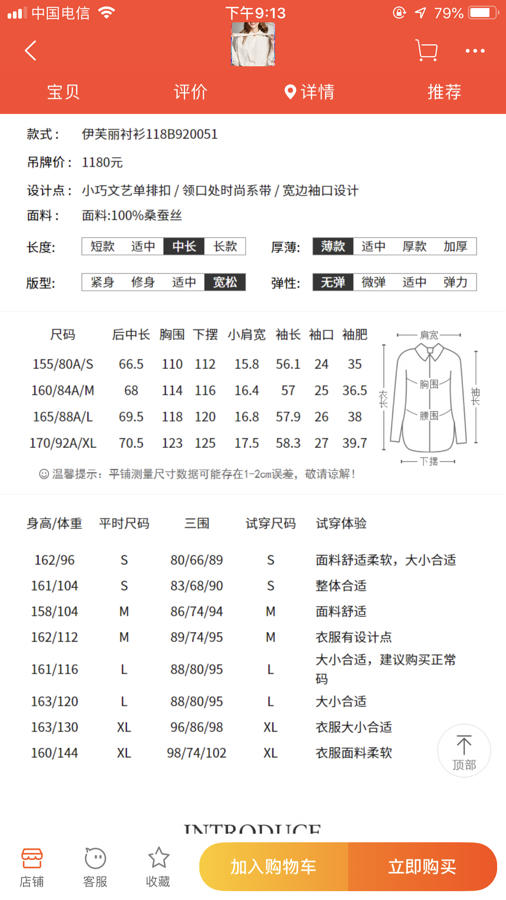 中国电信 下午9:13 79%
宝贝 评价 详情 推荐
款式： 伊芙丽衬衫118B920051
吊牌价： 1180元
设计点： 小巧文艺单排扣 / 领口处时尚系带 / 宽边袖口设计
面料： 面料:100%桑蚕丝
长度: 短款 适中 中长 长款 厚薄: 薄款 适中 厚款 加厚
版型: 紧身 修身 适中 宽松 弹性: 无弹 微弹 适中 弹力
尺码 后中长 胸围 下摆 小肩宽 袖长 袖口 袖肥
155/80A/S 66.5 110 112 15.8 56.1 24 35
160/84A/M 68 114 116 16.4 57 25 36.5
165/88A/L 69.5 118 120 16.8 57.9 26 38
170/92A/XL 70.5 123 125 17.5 58.3 27 39.7
肩宽
胸围
衣长
袖长
腰围
下摆
温馨提示：平铺测量尺寸数据可能存在1-2cm误差，敬请谅解！
身高/体重 平时尺码 三围 试穿尺码 试穿体验
162/96 S 80/66/89 S 面料舒适柔软，大小合适
161/104 S 83/68/90 S 整体合适
158/104 M 86/74/94 M 面料舒适
162/112 M 89/74/95 M 衣服有设计点
161/116 L 88/80/95 L 大小合适，建议购买正常
码
163/120 L 88/80/95 L 大小合适
163/130 XL 96/86/98 XL 衣服大小合适
160/144 XL 98/74/102 XL 衣服面料柔软
顶部
INTRODUCE
店铺 客服 收藏 加入购物车 立即购买